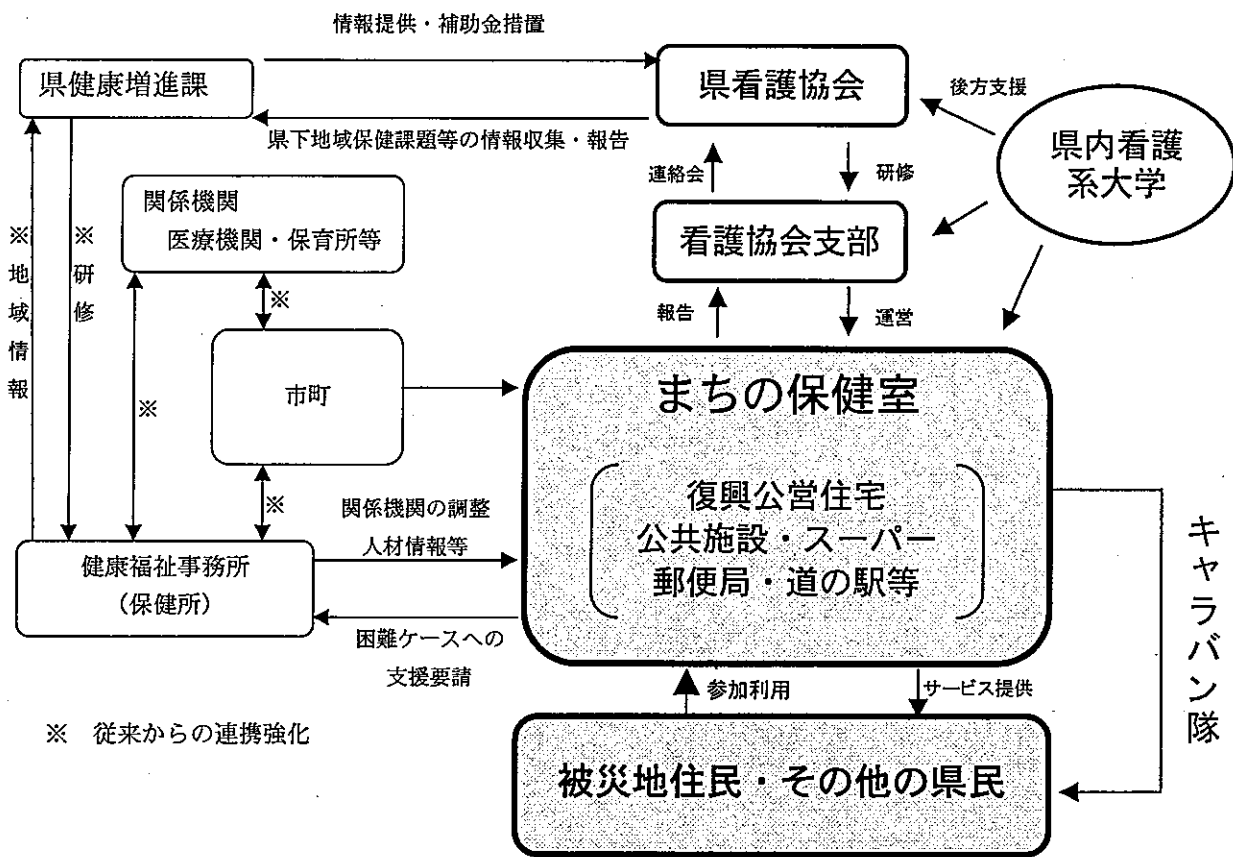 情報提供・補助金措置
県健康増進課
県看護協会
後方支援
県下地域保健課題等の情報収集・報告
県内看護
系大学
連絡会
研修
関係機関
医療機関・保育所等
看護協会支部
※地域情報
※研修
※
報告
運営
市町
まちの保健室
※
復興公営住宅
公共施設・スーパー
郵便局・道の駅等
※
関係機関の調整
人材情報等
キャラバン隊
健康福祉事務所
(保健所)
困難ケースへの
支援要請
参加利用
サービス提供
※ 従来からの連携強化
被災地住民・その他の県民